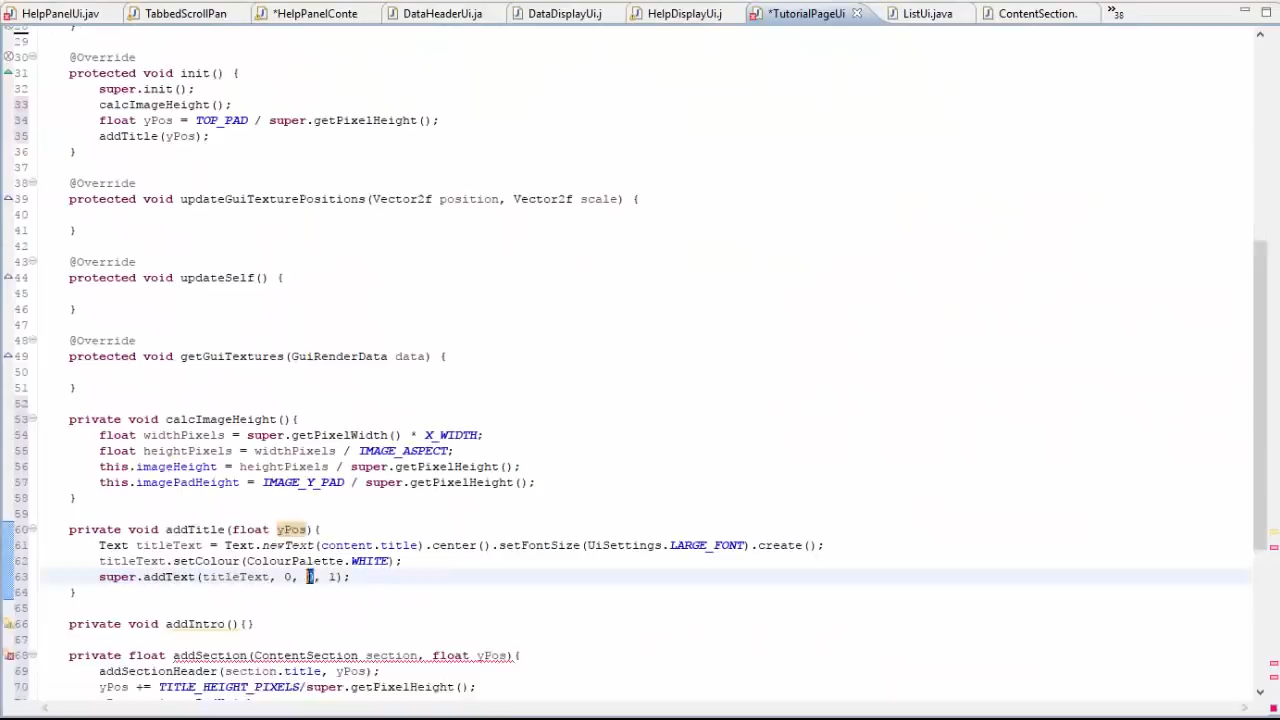 HelpPanelUi.jav TabbedScrollPan *HelpPanelConte DataHeaderUi.ja DataDisplayUi.j HelpDisplayUi.j *TutorialPageUi ListUi.java ContentSection. »38
29
30 @Override
31 protected void init() {
32 super.init();
33 calcImageHeight();
34 float yPos = TOP_PAD / super.getPixelHeight();
35 addTitle(yPos);
36 }
37
38 @Override
39 protected void updateGuiTexturePositions(Vector2f position, Vector2f scale) {
40
41 }
42
43 @Override
44 protected void updateSelf() {
45
46 }
47
48 @Override
49 protected void getGuiTextures(GuiRenderData data) {
50
51 }
52
53 private void calcImageHeight(){
54 float widthPixels = super.getPixelWidth() * X_WIDTH;
55 float heightPixels = widthPixels / IMAGE_ASPECT;
56 this.imageHeight = heightPixels / super.getPixelHeight();
57 this.imagePadHeight = IMAGE_Y_PAD / super.getPixelHeight();
58 }
59
60 private void addTitle(float yPos){
61 Text titleText = Text.newText(content.title).center().setFontSize(UiSettings.LARGE_FONT).create();
62 titleText.setColour(ColourPalette.WHITE);
63 super.addText(titleText, 0, , 1);
64 }
65
66 private void addIntro(){}
67
68 private float addSection(ContentSection section, float yPos){
69 addSectionHeader(section.title, yPos);
70 yPos += TITLE_HEIGHT_PIXELS/super.getPixelHeight();